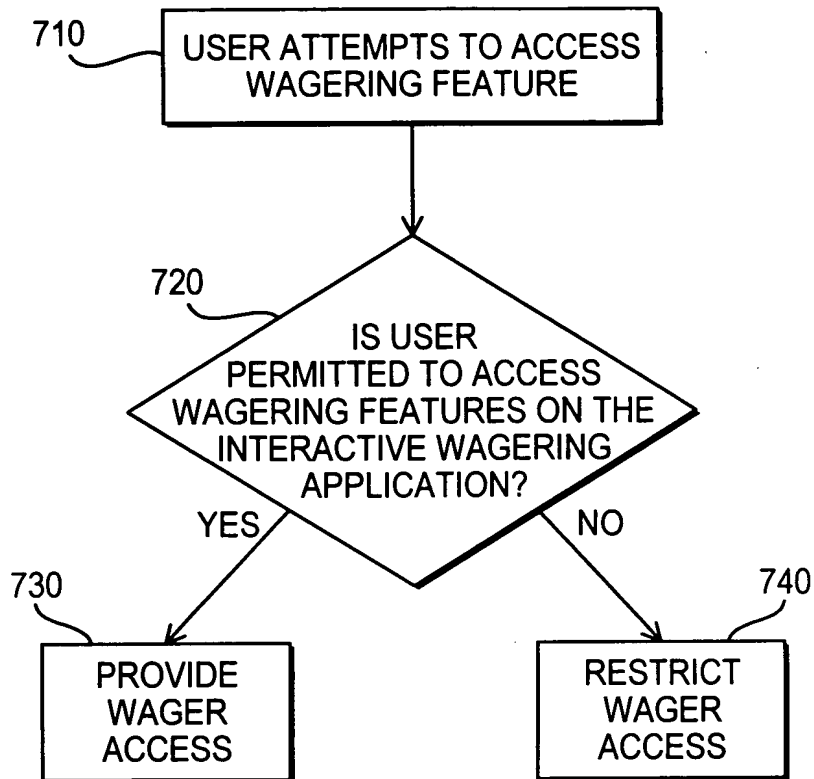 710
USER ATTEMPTS TO ACCESS
WAGERING FEATURE
720
IS USER
PERMITTED TO ACCESS
WAGERING FEATURES ON THE
INTERACTIVE WAGERING
APPLICATION?
YES
NO
730
740
PROVIDE
WAGER
ACCESS
RESTRICT
WAGER
ACCESS